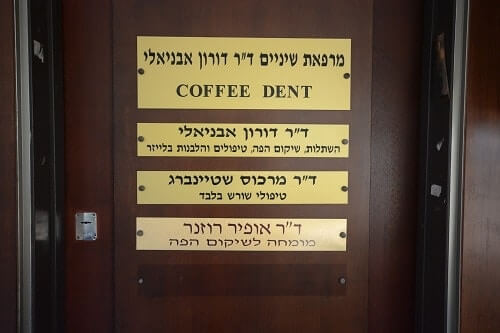 מרפאת שיניים ד"ר דורון אבניאלי
COFFEE DENT
ד"ר דורון אבניאלי
השתלות, שיקום הפה, טיפולים והלבנות בלייזר
ד"ר מרכוס שטיינברג
טיפולי שורש בלבד
ד"ר אופיר רוזנר
מומחה לשיקום הפה